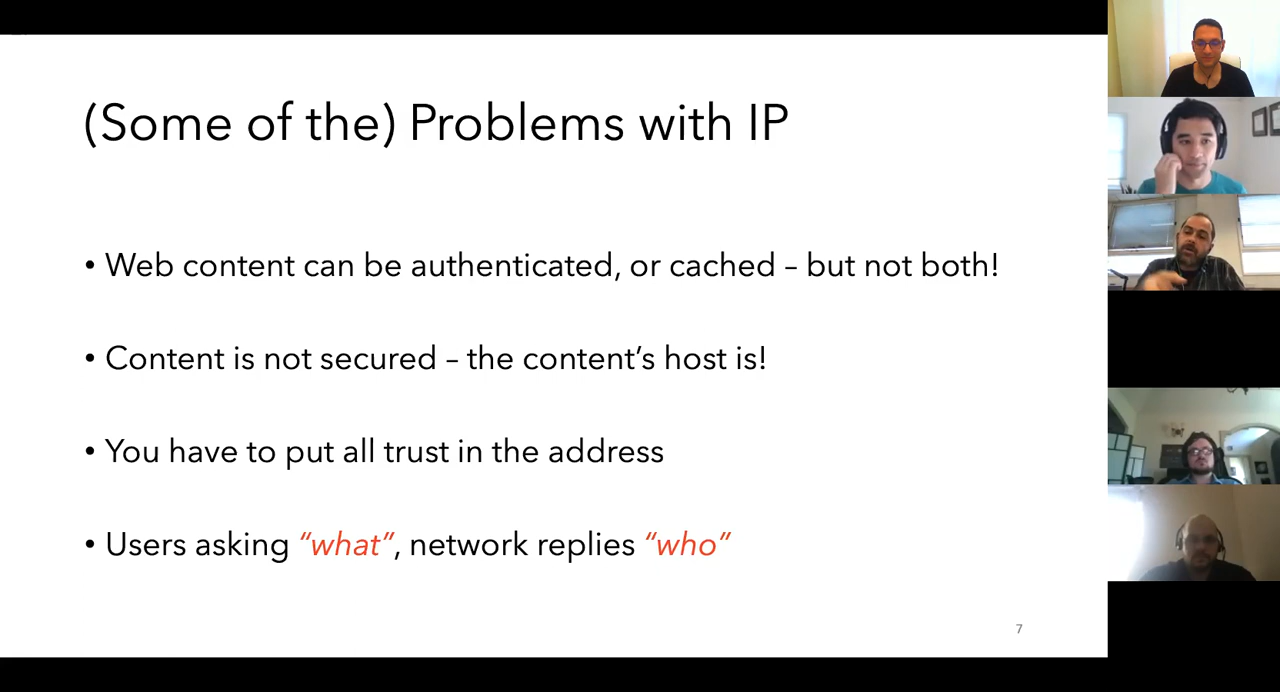 (Some of the) Problems with IP
• Web content can be authenticated, or cached – but not both!
• Content is not secured – the content’s host is!
• You have to put all trust in the address
• Users asking “what”, network replies “who”
7